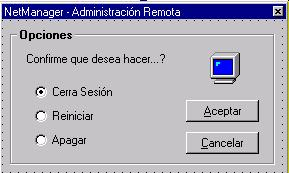 NetManager - Administración Remota
Opciones
Confirme que desea hacer...?
Cerra Sesión
Reiniciar
Apagar
Aceptar
Cancelar